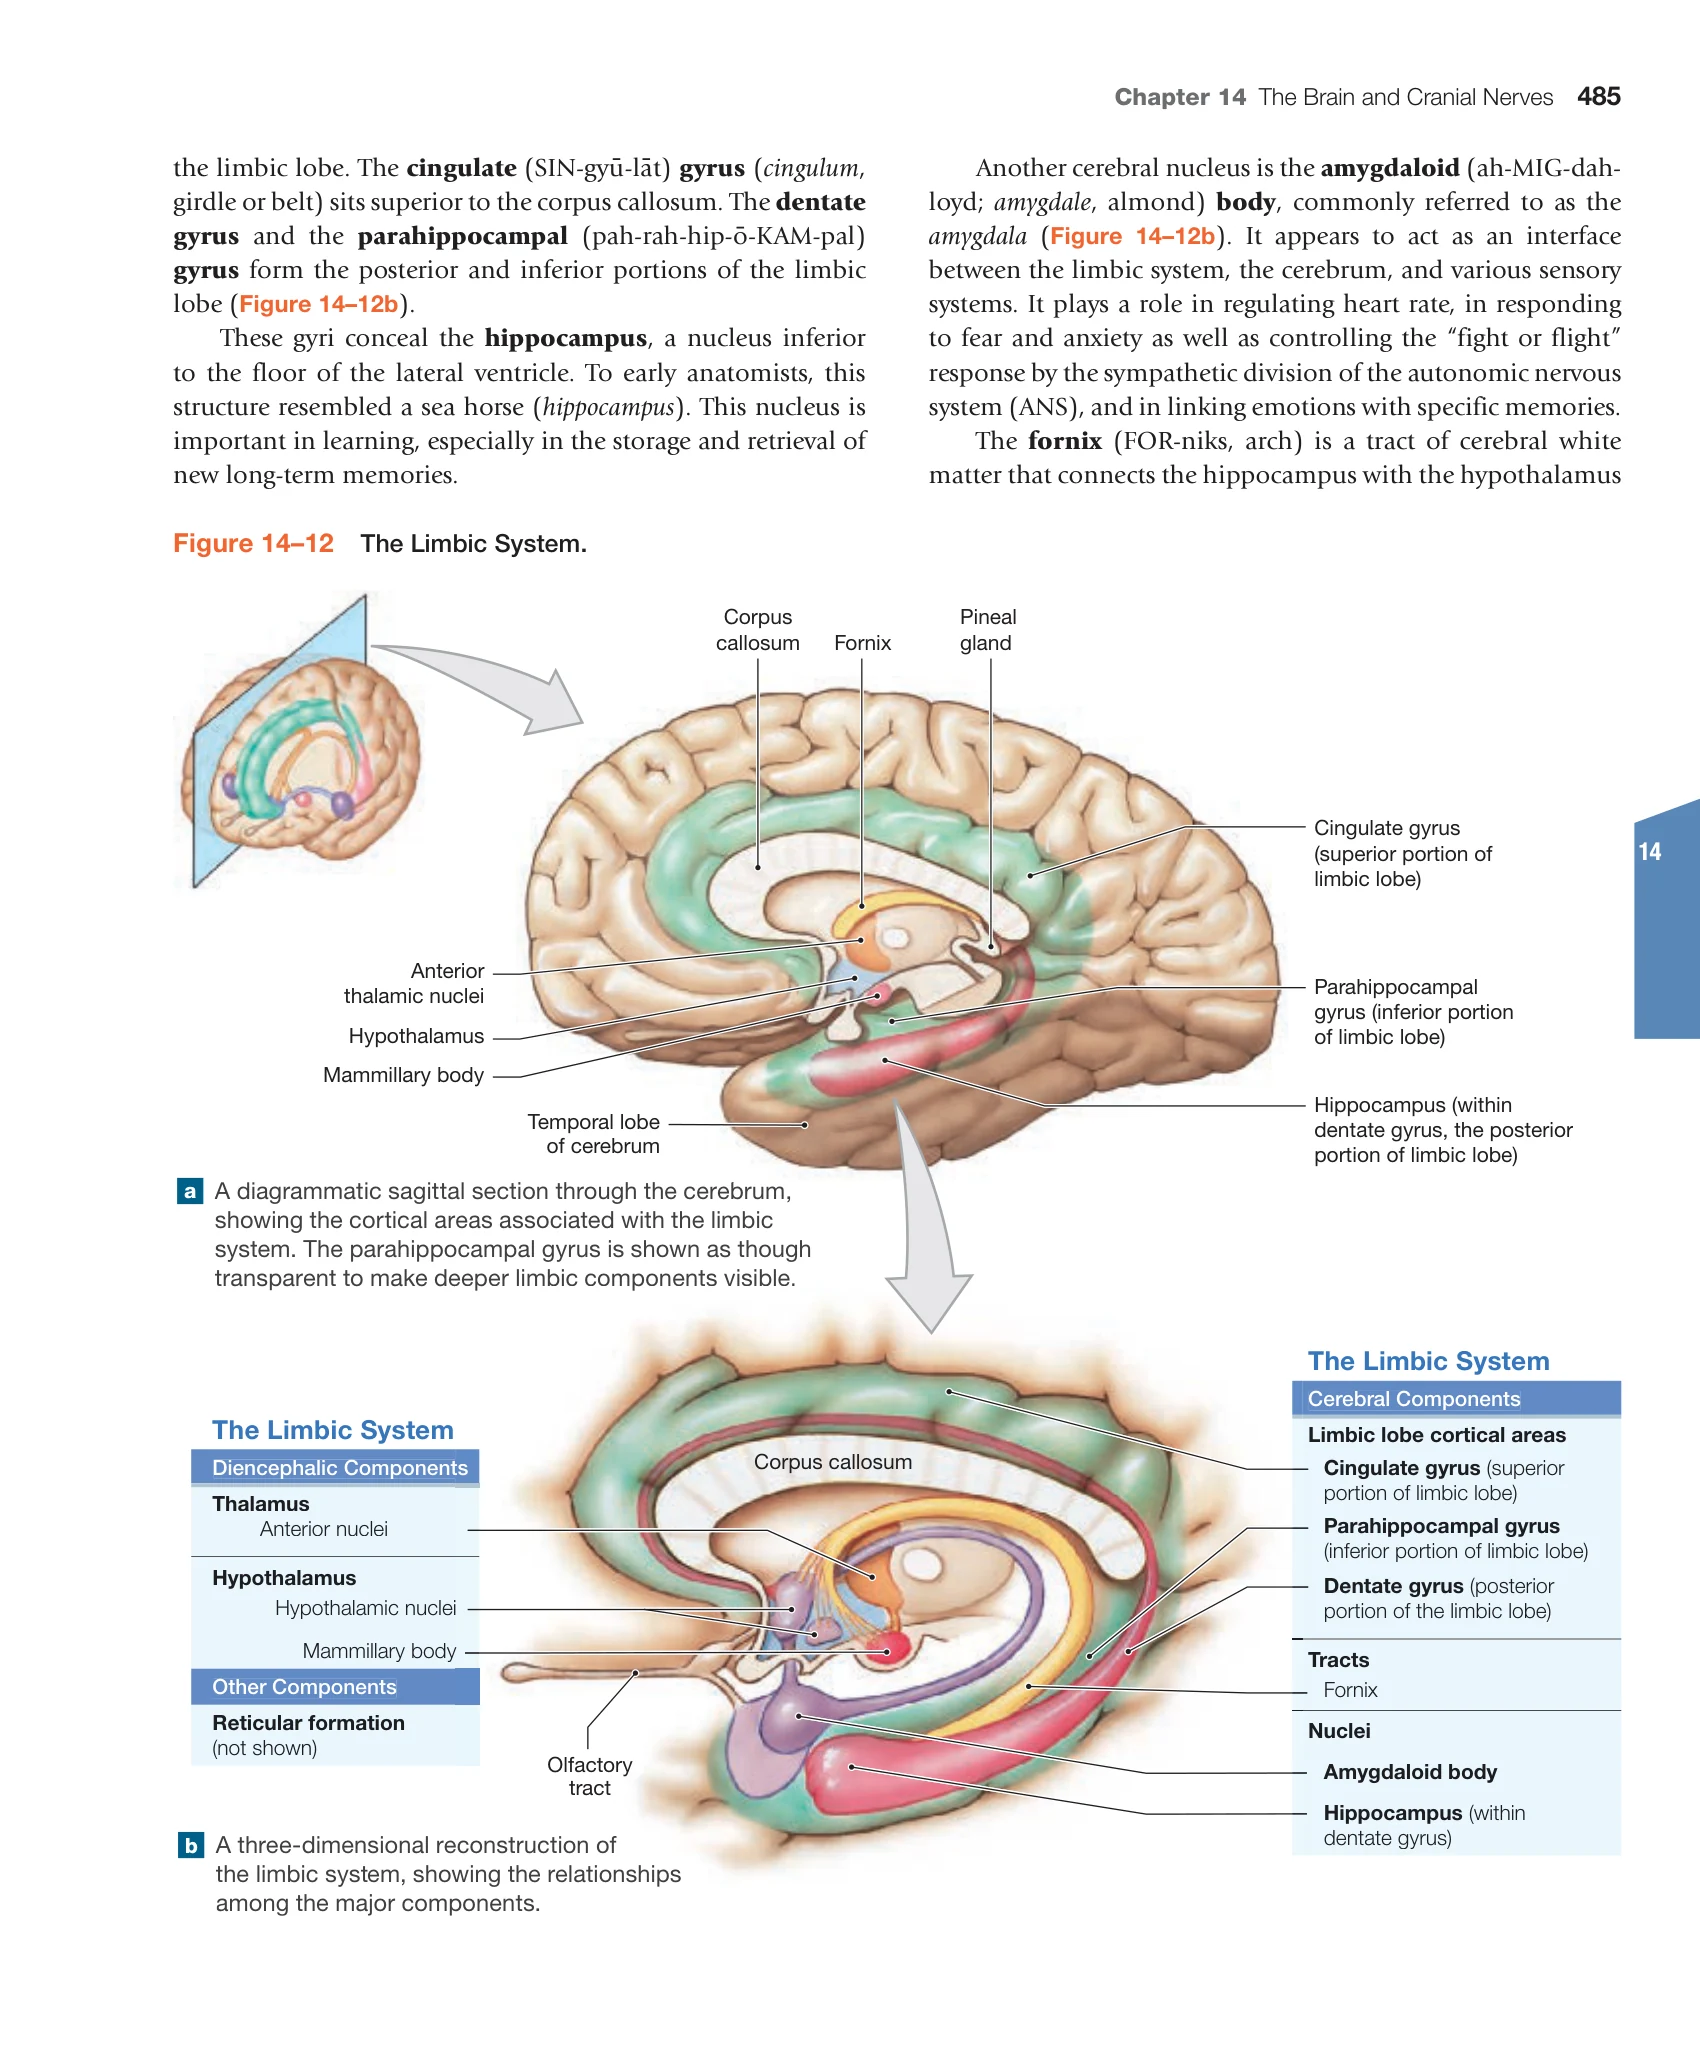 Chapter 14 The Brain and Cranial Nerves 485
the limbic lobe. The cingulate (SIN-gyū-lāt) gyrus (cingulum,
girdle or belt) sits superior to the corpus callosum. The dentate
gyrus and the parahippocampal (pah-rah-hip-ō-KAM-pal)
gyrus form the posterior and inferior portions of the limbic
lobe (Figure 14–12b).
These gyri conceal the hippocampus, a nucleus inferior
to the floor of the lateral ventricle. To early anatomists, this
structure resembled a sea horse (hippocampus). This nucleus is
important in learning, especially in the storage and retrieval of
new long-term memories.
Another cerebral nucleus is the amygdaloid (ah-MIG-dah-
loyd; amygdale, almond) body, commonly referred to as the
amygdala (Figure 14–12b). It appears to act as an interface
between the limbic system, the cerebrum, and various sensory
systems. It plays a role in regulating heart rate, in responding
to fear and anxiety as well as controlling the “fight or flight”
response by the sympathetic division of the autonomic nervous
system (ANS), and in linking emotions with specific memories.
The fornix (FOR-niks, arch) is a tract of cerebral white
matter that connects the hippocampus with the hypothalamus
Figure 14–12 The Limbic System.
Corpus
callosum
Fornix
Pineal
gland
Cingulate gyrus
(superior portion of
limbic lobe)
14
Anterior
thalamic nuclei
Hypothalamus
Mammillary body
Temporal lobe
of cerebrum
Parahippocampal
gyrus (inferior portion
of limbic lobe)
Hippocampus (within
dentate gyrus, the posterior
portion of limbic lobe)
a A diagrammatic sagittal section through the cerebrum,
showing the cortical areas associated with the limbic
system. The parahippocampal gyrus is shown as though
transparent to make deeper limbic components visible.
The Limbic System
Diencephalic Components
Thalamus
Anterior nuclei
Hypothalamus
Hypothalamic nuclei
Mammillary body
Other Components
Reticular formation
(not shown)
Corpus callosum
Olfactory
tract
The Limbic System
Cerebral Components
Limbic lobe cortical areas
Cingulate gyrus (superior
portion of limbic lobe)
Parahippocampal gyrus
(inferior portion of limbic lobe)
Dentate gyrus (posterior
portion of the limbic lobe)
Tracts
Fornix
Nuclei
Amygdaloid body
Hippocampus (within
dentate gyrus)
b A three-dimensional reconstruction of
the limbic system, showing the relationships
among the major components.